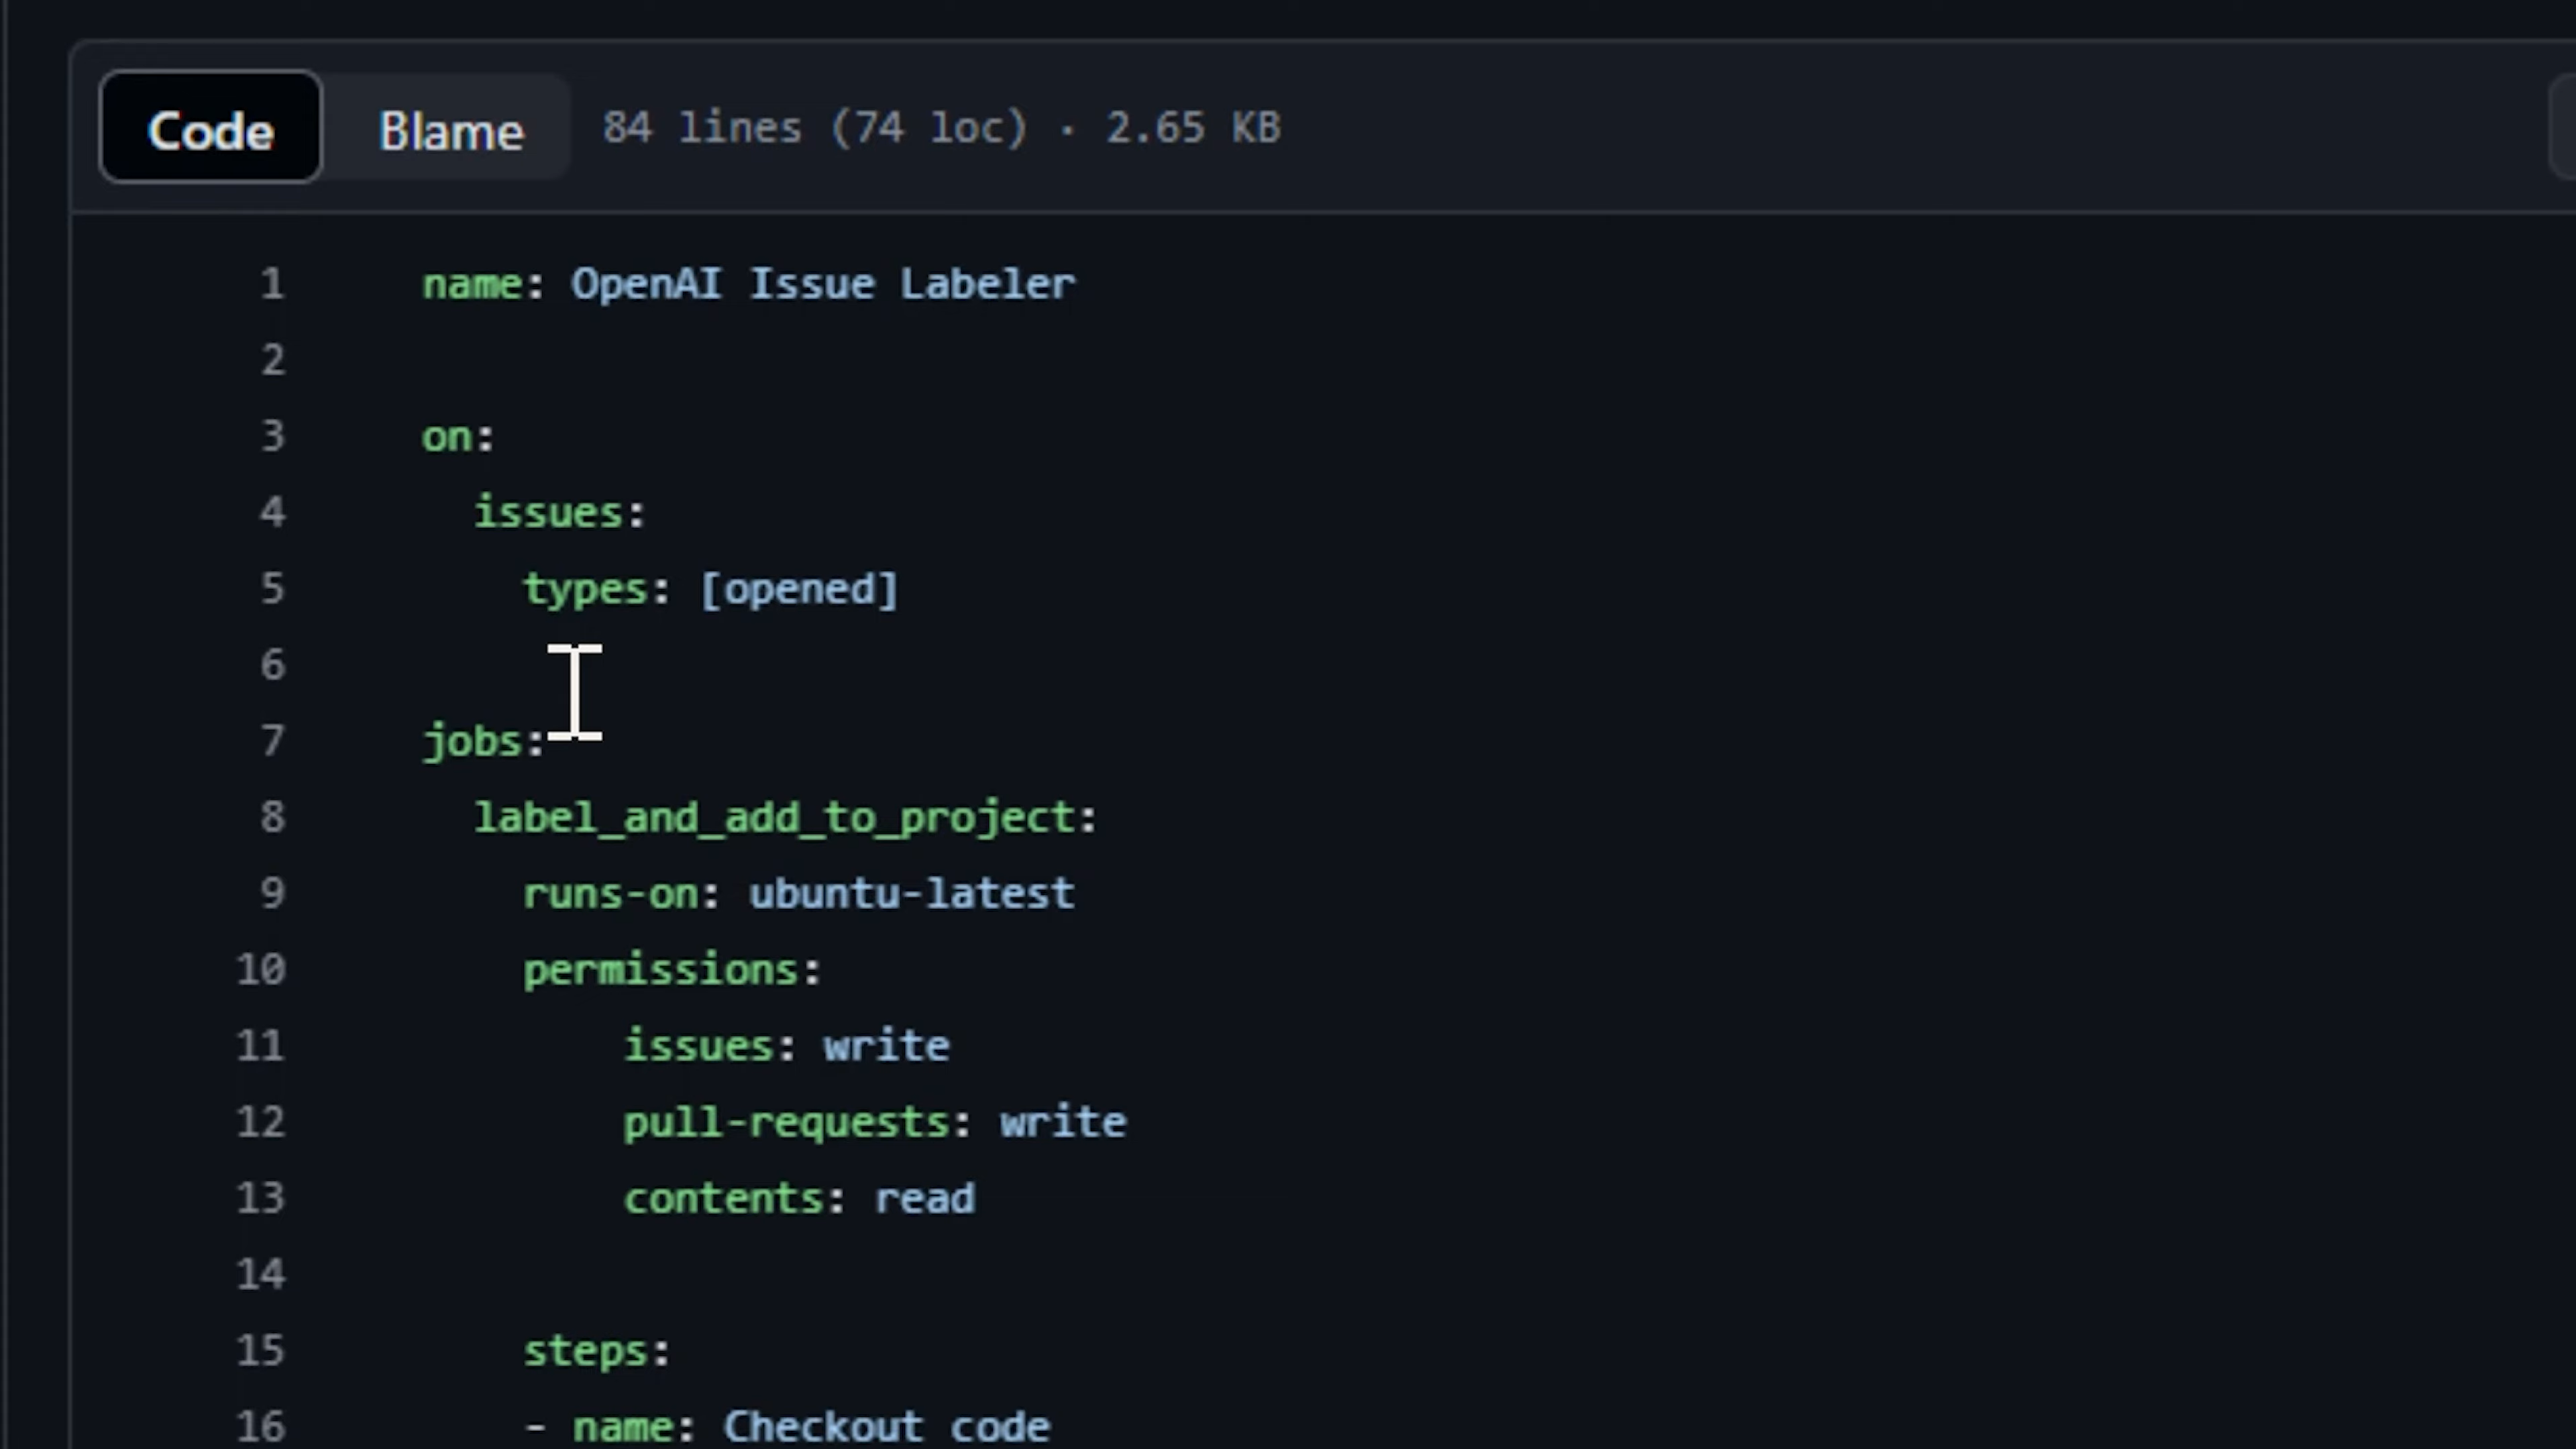 Code Blame 84 lines (74 loc) · 2.65 KB
1 name: OpenAI Issue Labeler
2
3 on:
4   issues:
5     types: [opened]
6
7 jobs:
8   label_and_add_to_project:
9     runs-on: ubuntu-latest
10     permissions:
11         issues: write
12         pull-requests: write
13         contents: read
14
15     steps:
16     - name: Checkout code